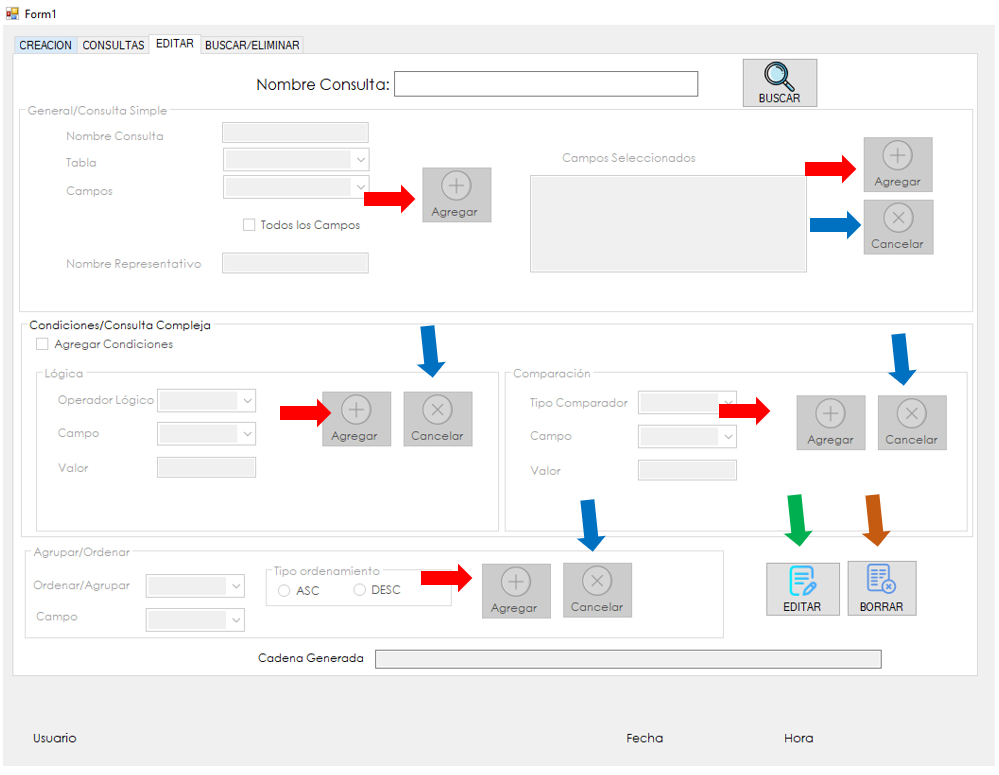 Form1
CREACION CONSULTAS EDITAR BUSCAR/ELIMINAR
Nombre Consulta:
BUSCAR
General/Consulta Simple
Nombre Consulta
Tabla
Campos
Agregar
Todos los Campos
Nombre Representativo
Campos Seleccionados
Agregar
Cancelar
Condiciones/Consulta Compleja
Agregar Condiciones
Lógica
Operador Lógico
Campo
Valor
Agregar
Cancelar
Comparación
Tipo Comparador
Campo
Valor
Agregar
Cancelar
Agrupar/Ordenar
Ordenar/Agrupar
Campo
Tipo ordenamiento
ASC
DESC
Agregar
Cancelar
EDITAR
BORRAR
Cadena Generada
Usuario
Fecha
Hora